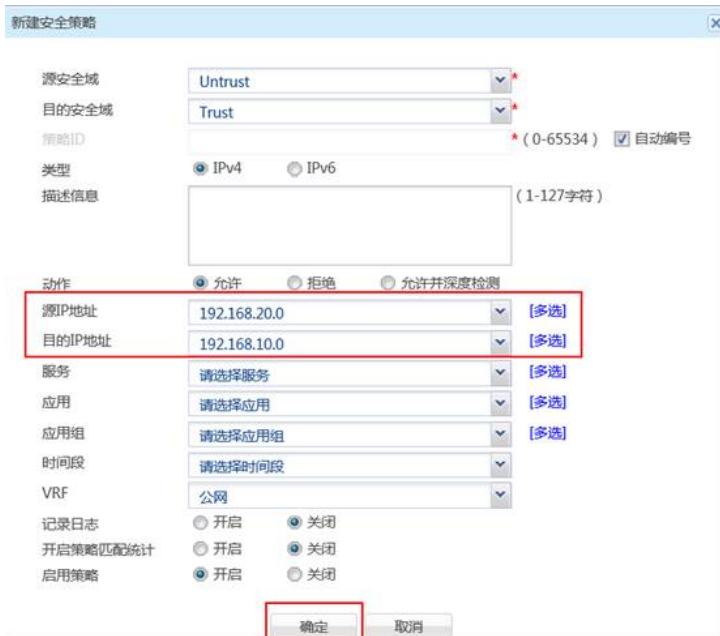 新建安全策略
源安全域 Untrust *
目的安全域 Trust *
策略ID * (0-65534) 自动编号
类型 IPv4 IPv6
描述信息 (1-127字符)
动作 允许 拒绝 允许并深度检测
源IP地址 192.168.20.0 [多选]
目的IP地址 192.168.10.0 [多选]
服务 请选择服务 [多选]
应用 请选择应用 [多选]
应用组 请选择应用组 [多选]
时间段 请选择时间段
VRF 公网
记录日志 开启 关闭
开启策略匹配统计 开启 关闭
启用策略 开启 关闭
确定 取消